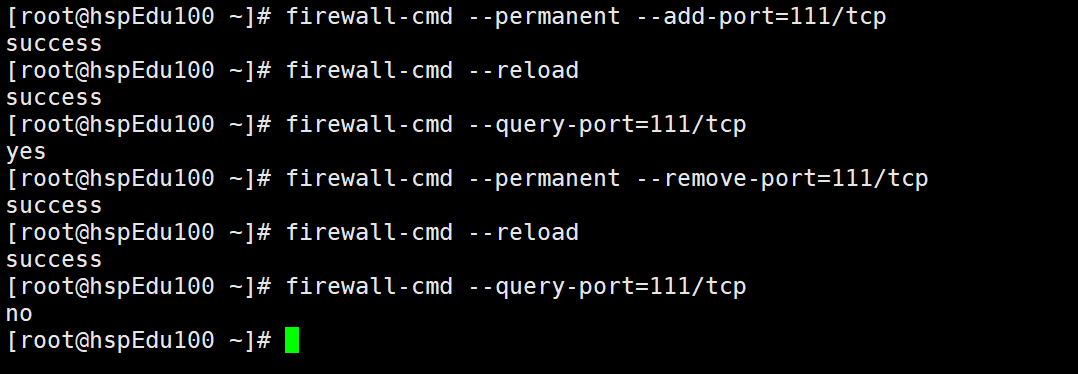 [root@hspEdu100 ~]# firewall-cmd --permanent --add-port=111/tcp
success
[root@hspEdu100 ~]# firewall-cmd --reload
success
[root@hspEdu100 ~]# firewall-cmd --query-port=111/tcp
yes
[root@hspEdu100 ~]# firewall-cmd --permanent --remove-port=111/tcp
success
[root@hspEdu100 ~]# firewall-cmd --reload
success
[root@hspEdu100 ~]# firewall-cmd --query-port=111/tcp
no
[root@hspEdu100 ~]#